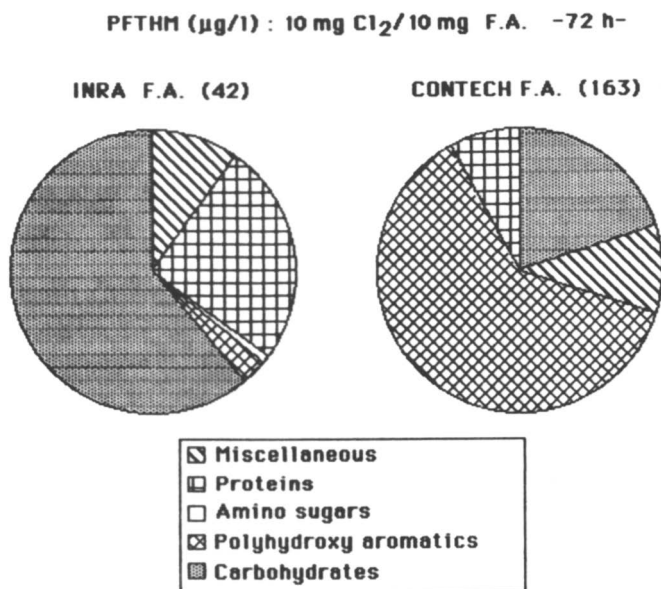 PFTHM (µg/l) : 10 mg Cl2/10 mg F.A. -72 h-
INRA F.A. (42)
CONTECH F.A. (163)
Miscellaneous
Proteins
Amino sugars
Polyhydroxy aromatics
Carbohydrates